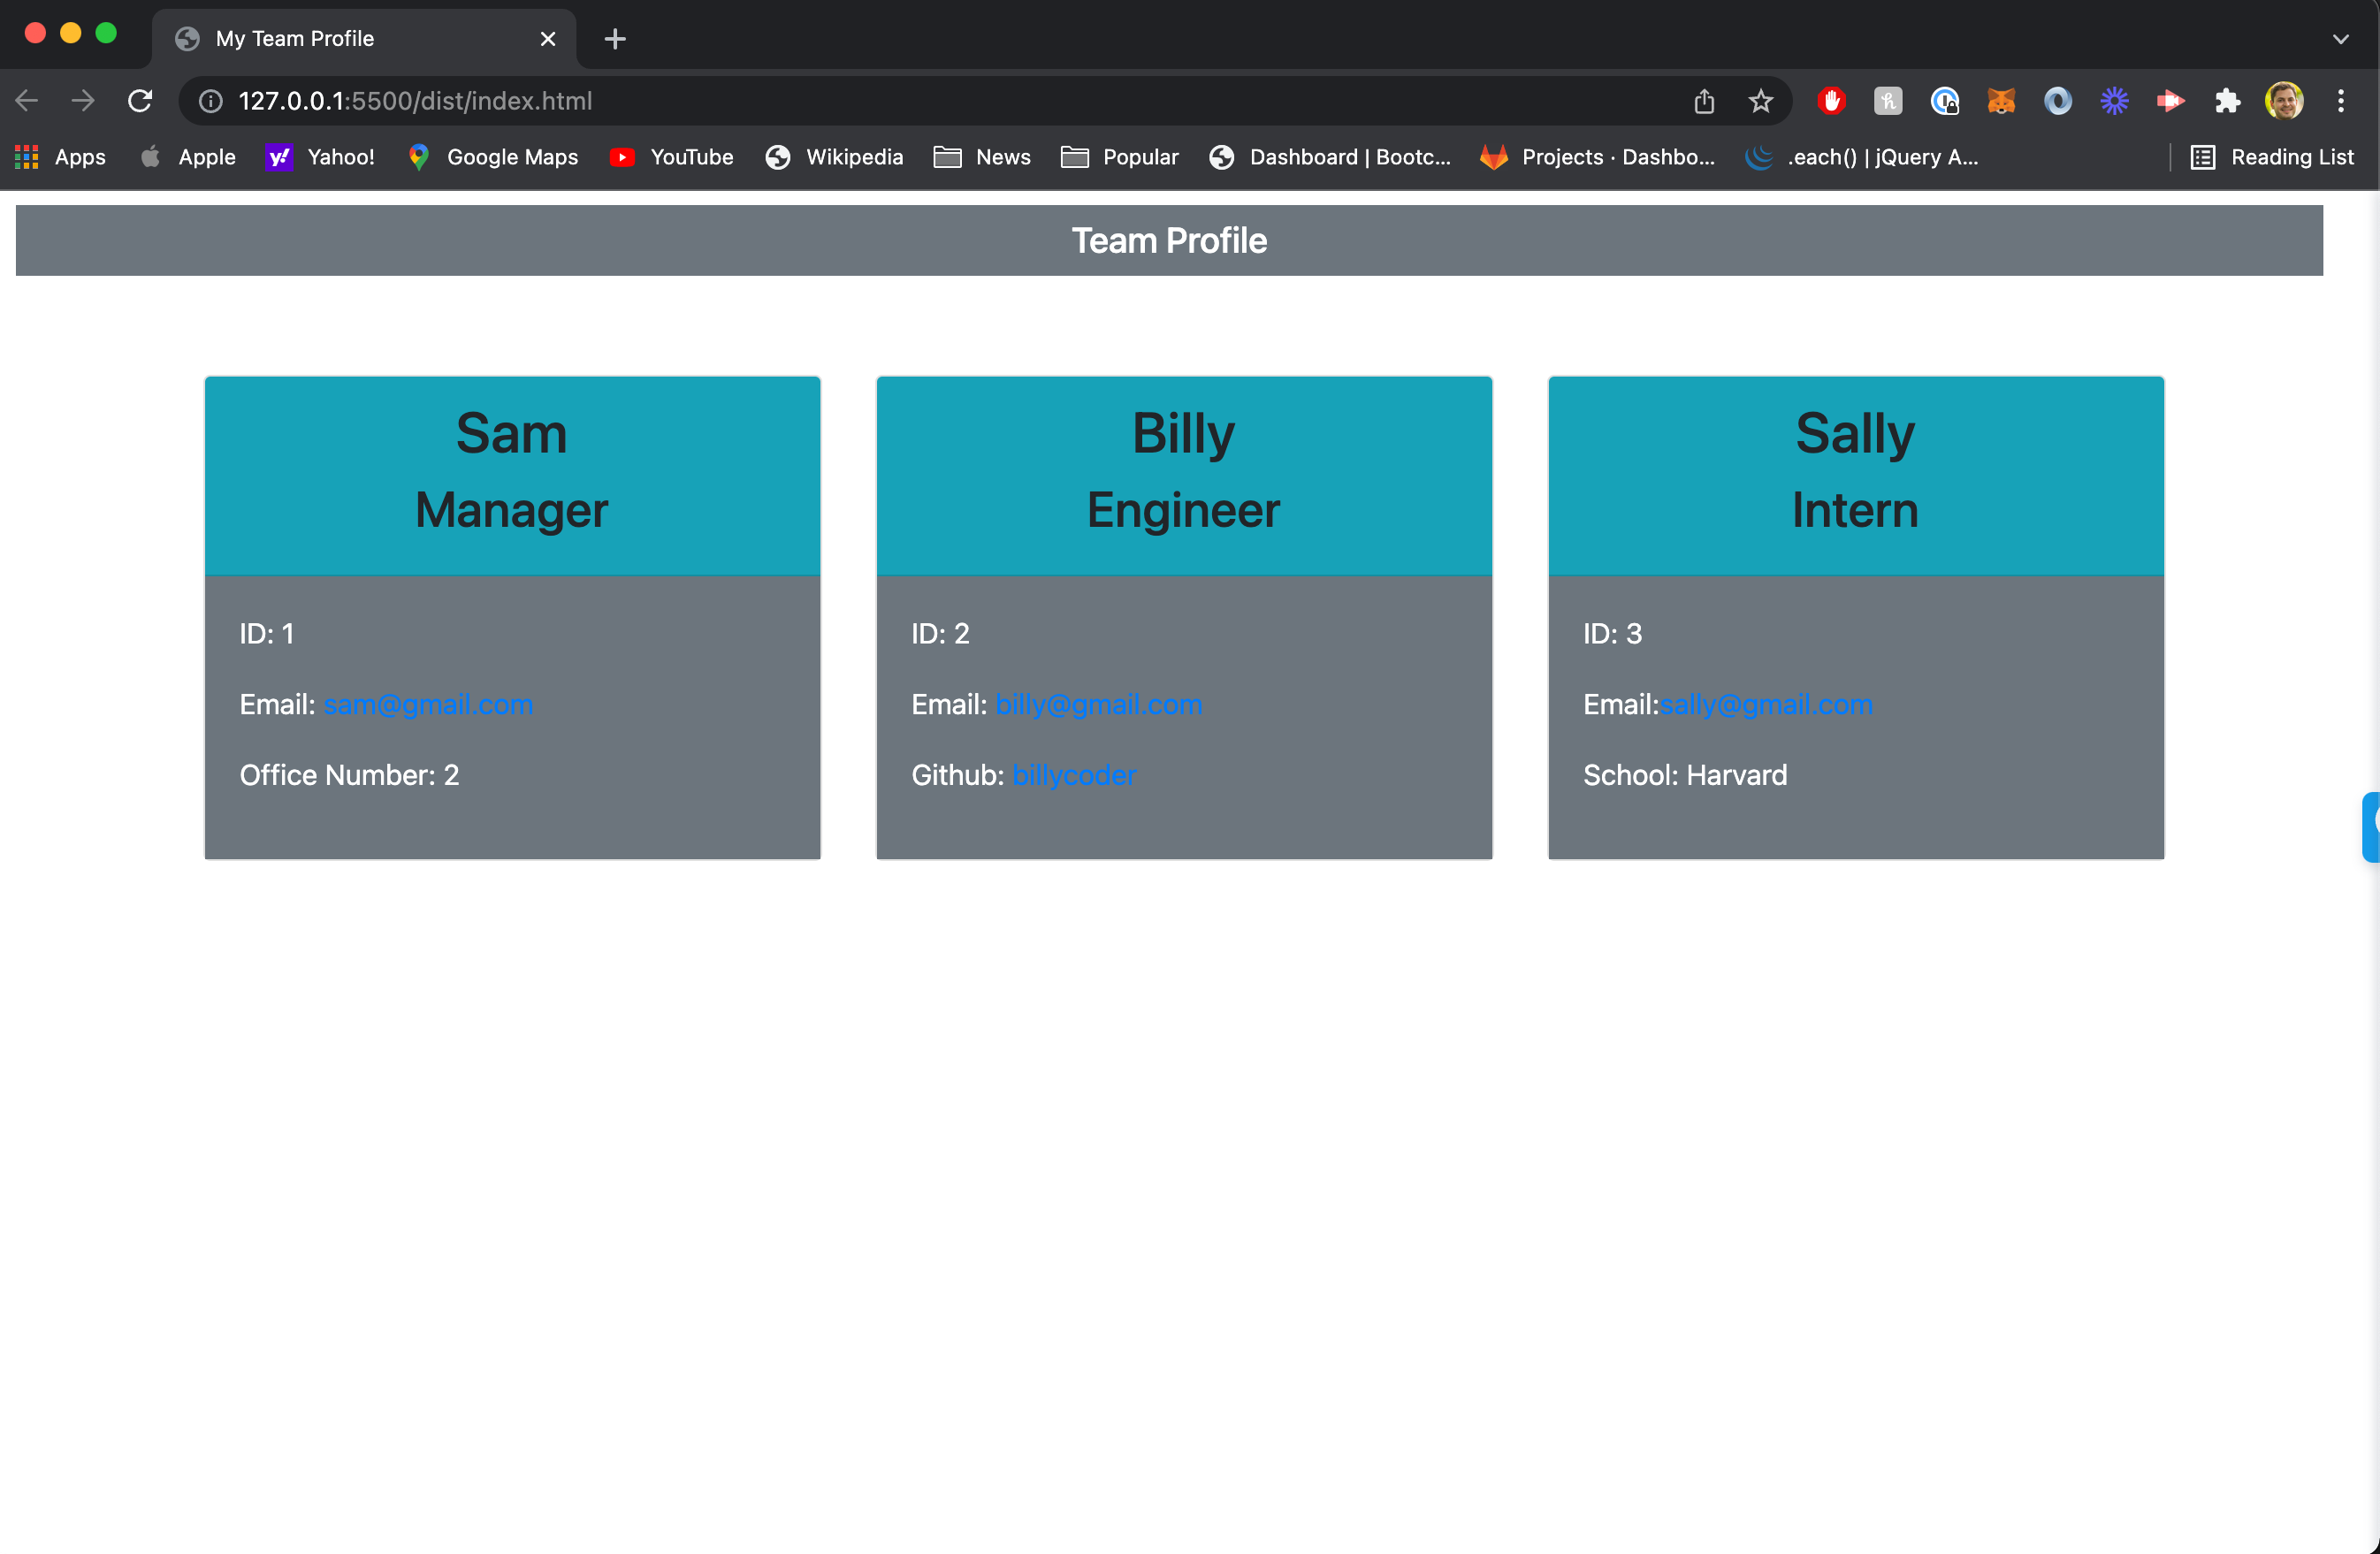 My Team Profile
127.0.0.1:5500/dist/index.html
Apps Apple Yahoo! Google Maps YouTube Wikipedia News Popular Dashboard | Bootc... Projects · Dashbo... .each() | jQuery A... Reading List
Team Profile
Sam
Manager
ID: 1
Email: sam@gmail.com
Office Number: 2
Billy
Engineer
ID: 2
Email: billy@gmail.com
Github: billycoder
Sally
Intern
ID: 3
Email:sally@gmail.com
School: Harvard